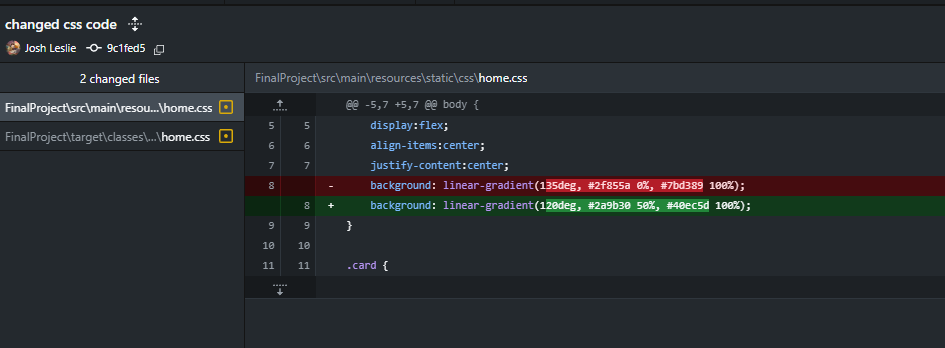 changed css code
Josh Leslie 9c1fed5
2 changed files
FinalProject\src\main\resou...\home.css
FinalProject\target\classes\...\home.css
FinalProject\src\main\resources\static\css\home.css
@@ -5,7 +5,7 @@ body {
5 5 display:flex;
6 6 align-items:center;
7 7 justify-content:center;
8 - background: linear-gradient(135deg, #2f855a 0%, #7bd389 100%);
8 + background: linear-gradient(120deg, #2a9b30 50%, #40ec5d 100%);
9 9 }
10 10
11 11 .card {